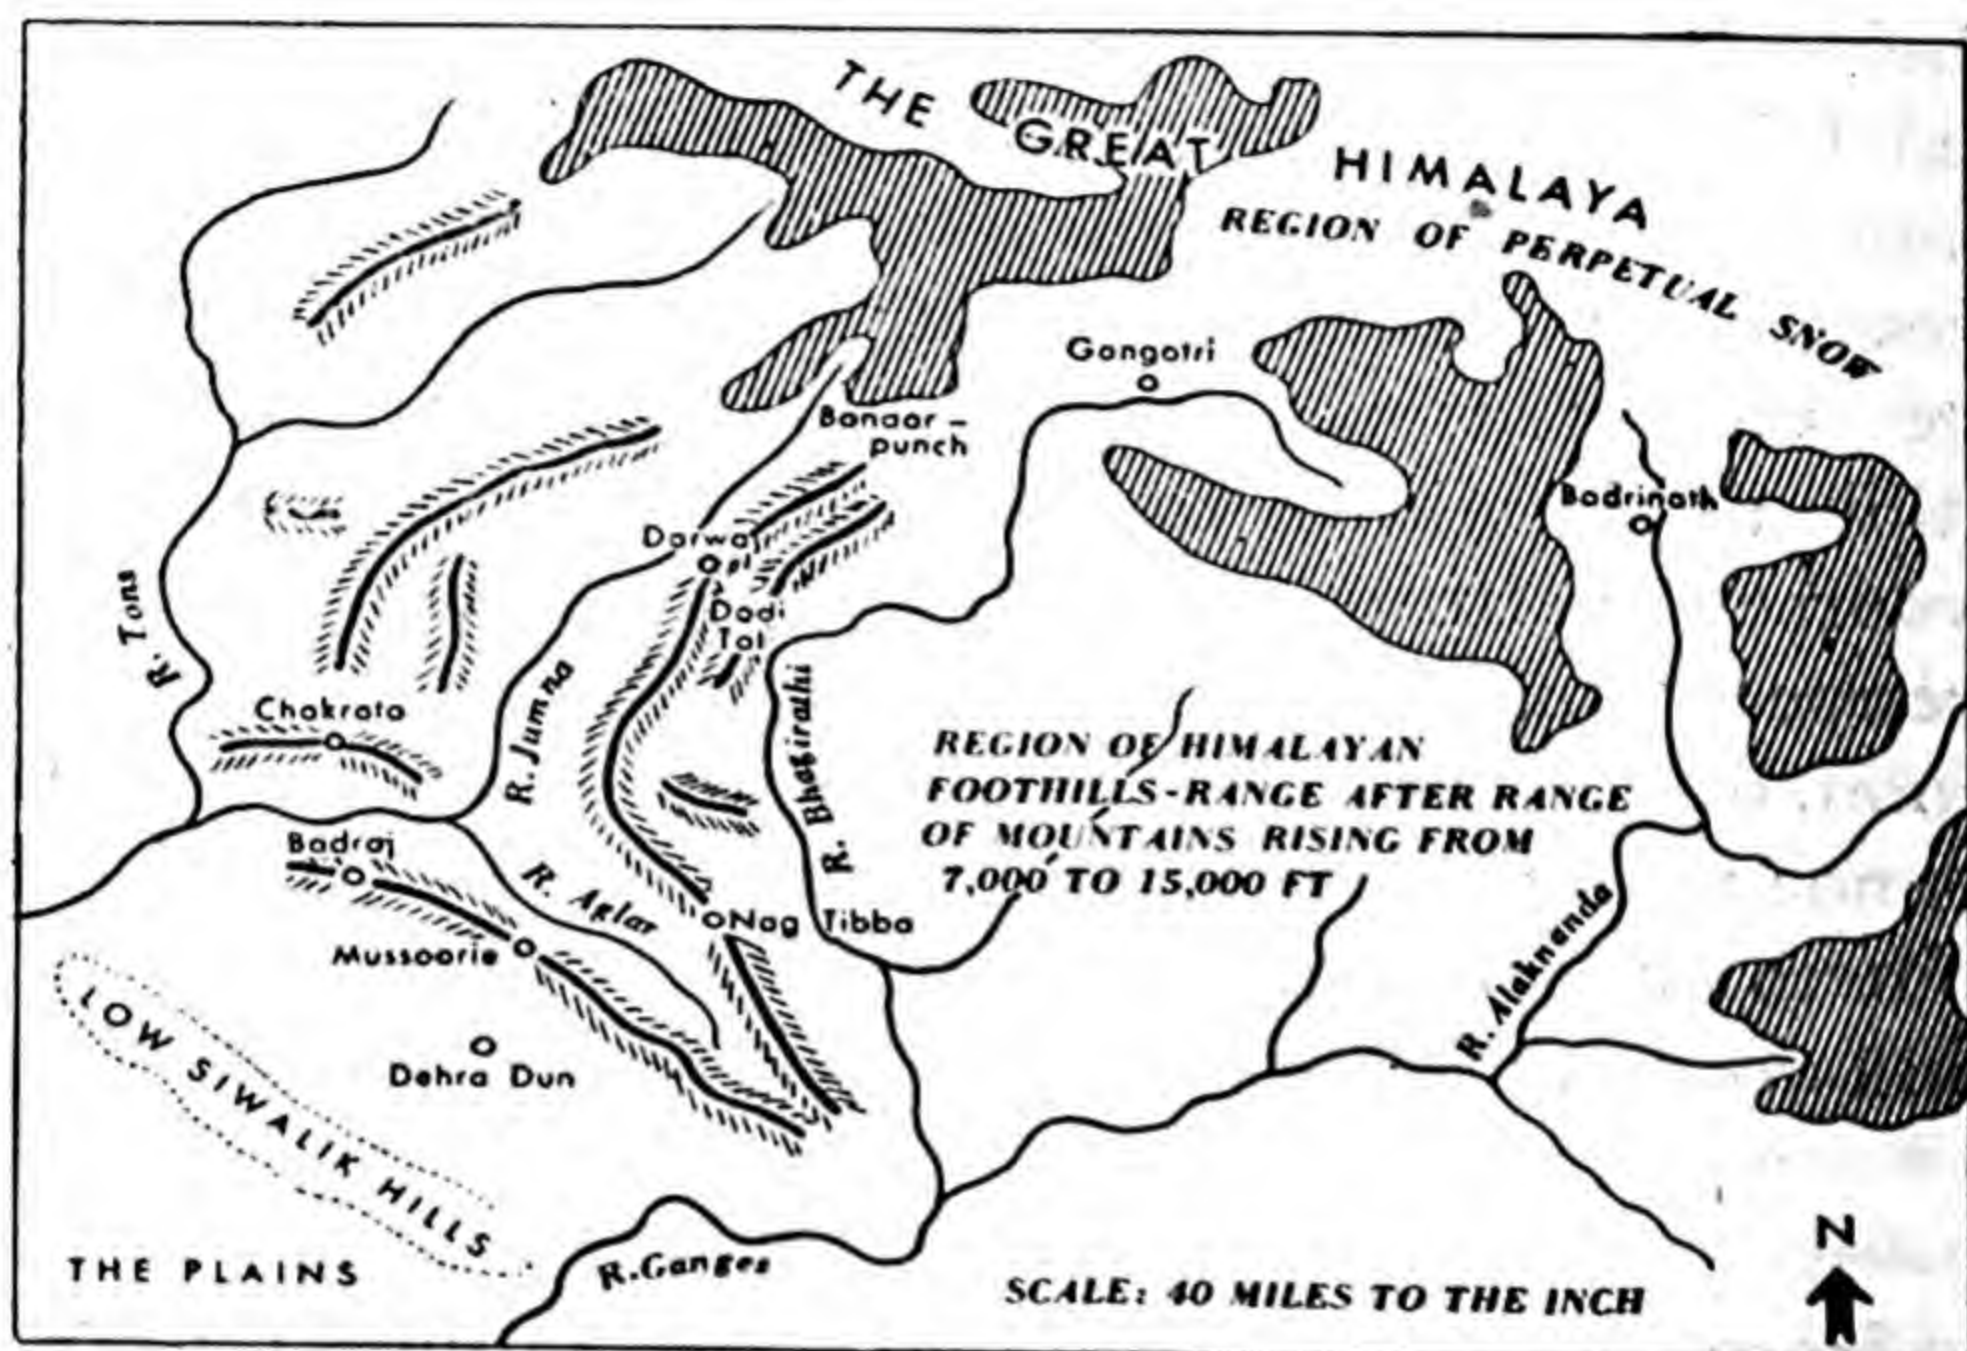 THE GREAT HIMALAYA
REGION OF PERPETUAL SNOW
Gangotri
Bandar-
punch
Badrinath
Darwa
Dodi
Tal
R. Tons
Chakrata
R. Jumna
R. Bhagirathi
REGION OF HIMALAYAN
FOOTHILLS-RANGE AFTER RANGE
OF MOUNTAINS RISING FROM
7,000 TO 15,000 FT
Badraj
R. Aglar
Nag Tibba
Mussoorie
R. Alaknanda
LOW SIWALIK HILLS
Dehra Dun
THE PLAINS
R. Ganges
SCALE: 40 MILES TO THE INCH
N